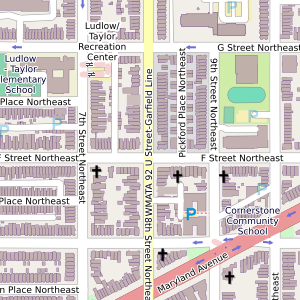 Ludlow/
Taylor
Recreation
Center
G Street Northeast
Ludlow
Taylor
lementary
School
Place Northeast
7th Street Northeast
WMATA 92 U Street-Garfield Line
8th Street Northeast
Pickford Place Northeast
9th Street Northeast
P
P
F Street Northeast
F Street Northeast
Place Northeast
P
Cornerstone
Community
School
Maryland Avenue
n Place Northeast